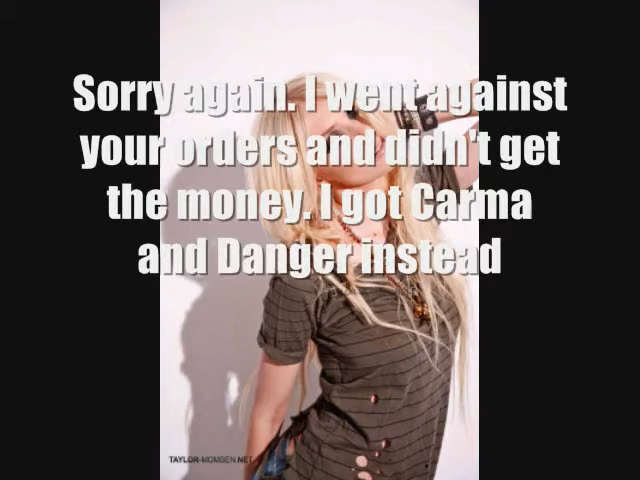 Sorry again. I went against
your orders and didn't get
the money. I got Carma
and Danger instead
TAYLOR-MOMSEN.NET